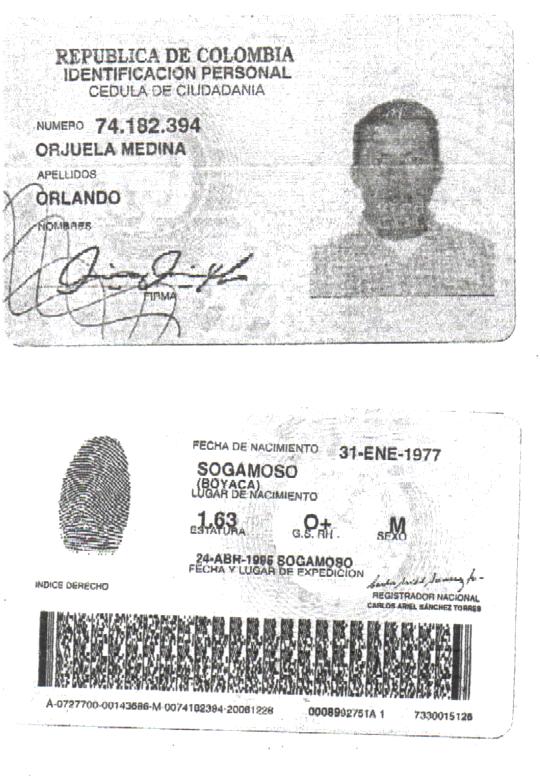 REPUBLICA DE COLOMBIA
IDENTIFICACION PERSONAL
CEDULA DE CIUDADANIA
NUMERO 74.182.394
ORJUELA MEDINA
APELLIDOS
ORLANDO
NOMBRES
FIRMA
FECHA DE NACIMIENTO 31-ENE-1977
SOGAMOSO
(BOYACA)
LUGAR DE NACIMIENTO
1.63 O+ M
ESTATURA G.S. RH. SEXO
24-ABR-1995 SOGAMOSO
FECHA Y LUGAR DE EXPEDICION
INDICE DERECHO
REGISTRADOR NACIONAL
CARLOS ARIEL SÁNCHEZ TORRES
A-0727700-00143686-M-0074182394-20061228 0008902751A 1 7330015126